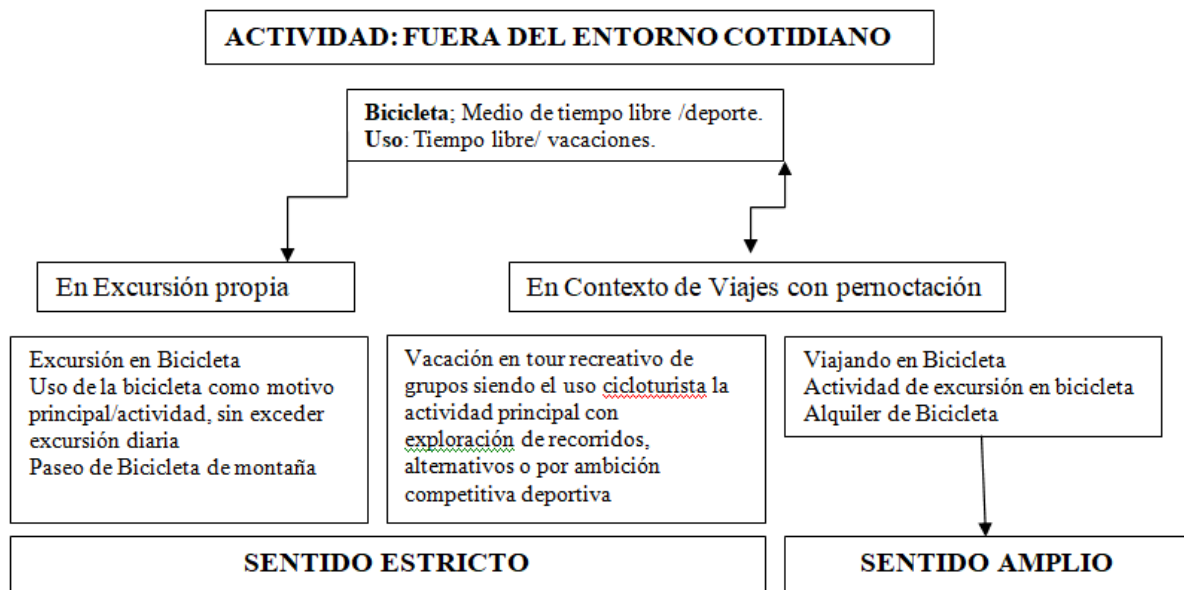 ACTIVIDAD: FUERA DEL ENTORNO COTIDIANO
Bicicleta; Medio de tiempo libre /deporte.
Uso: Tiempo libre/ vacaciones.
En Excursión propia
En Contexto de Viajes con pernoctación
Excursión en Bicicleta
Uso de la bicicleta como motivo
principal/actividad, sin exceder
excursión diaria
Paseo de Bicicleta de montaña
Vacación en tour recreativo de
grupos siendo el uso cicloturista la
actividad principal con
exploración de recorridos,
alternativos o por ambición
competitiva deportiva
Viajando en Bicicleta
Actividad de excursión en bicicleta
Alquiler de Bicicleta
SENTIDO ESTRICTO
SENTIDO AMPLIO